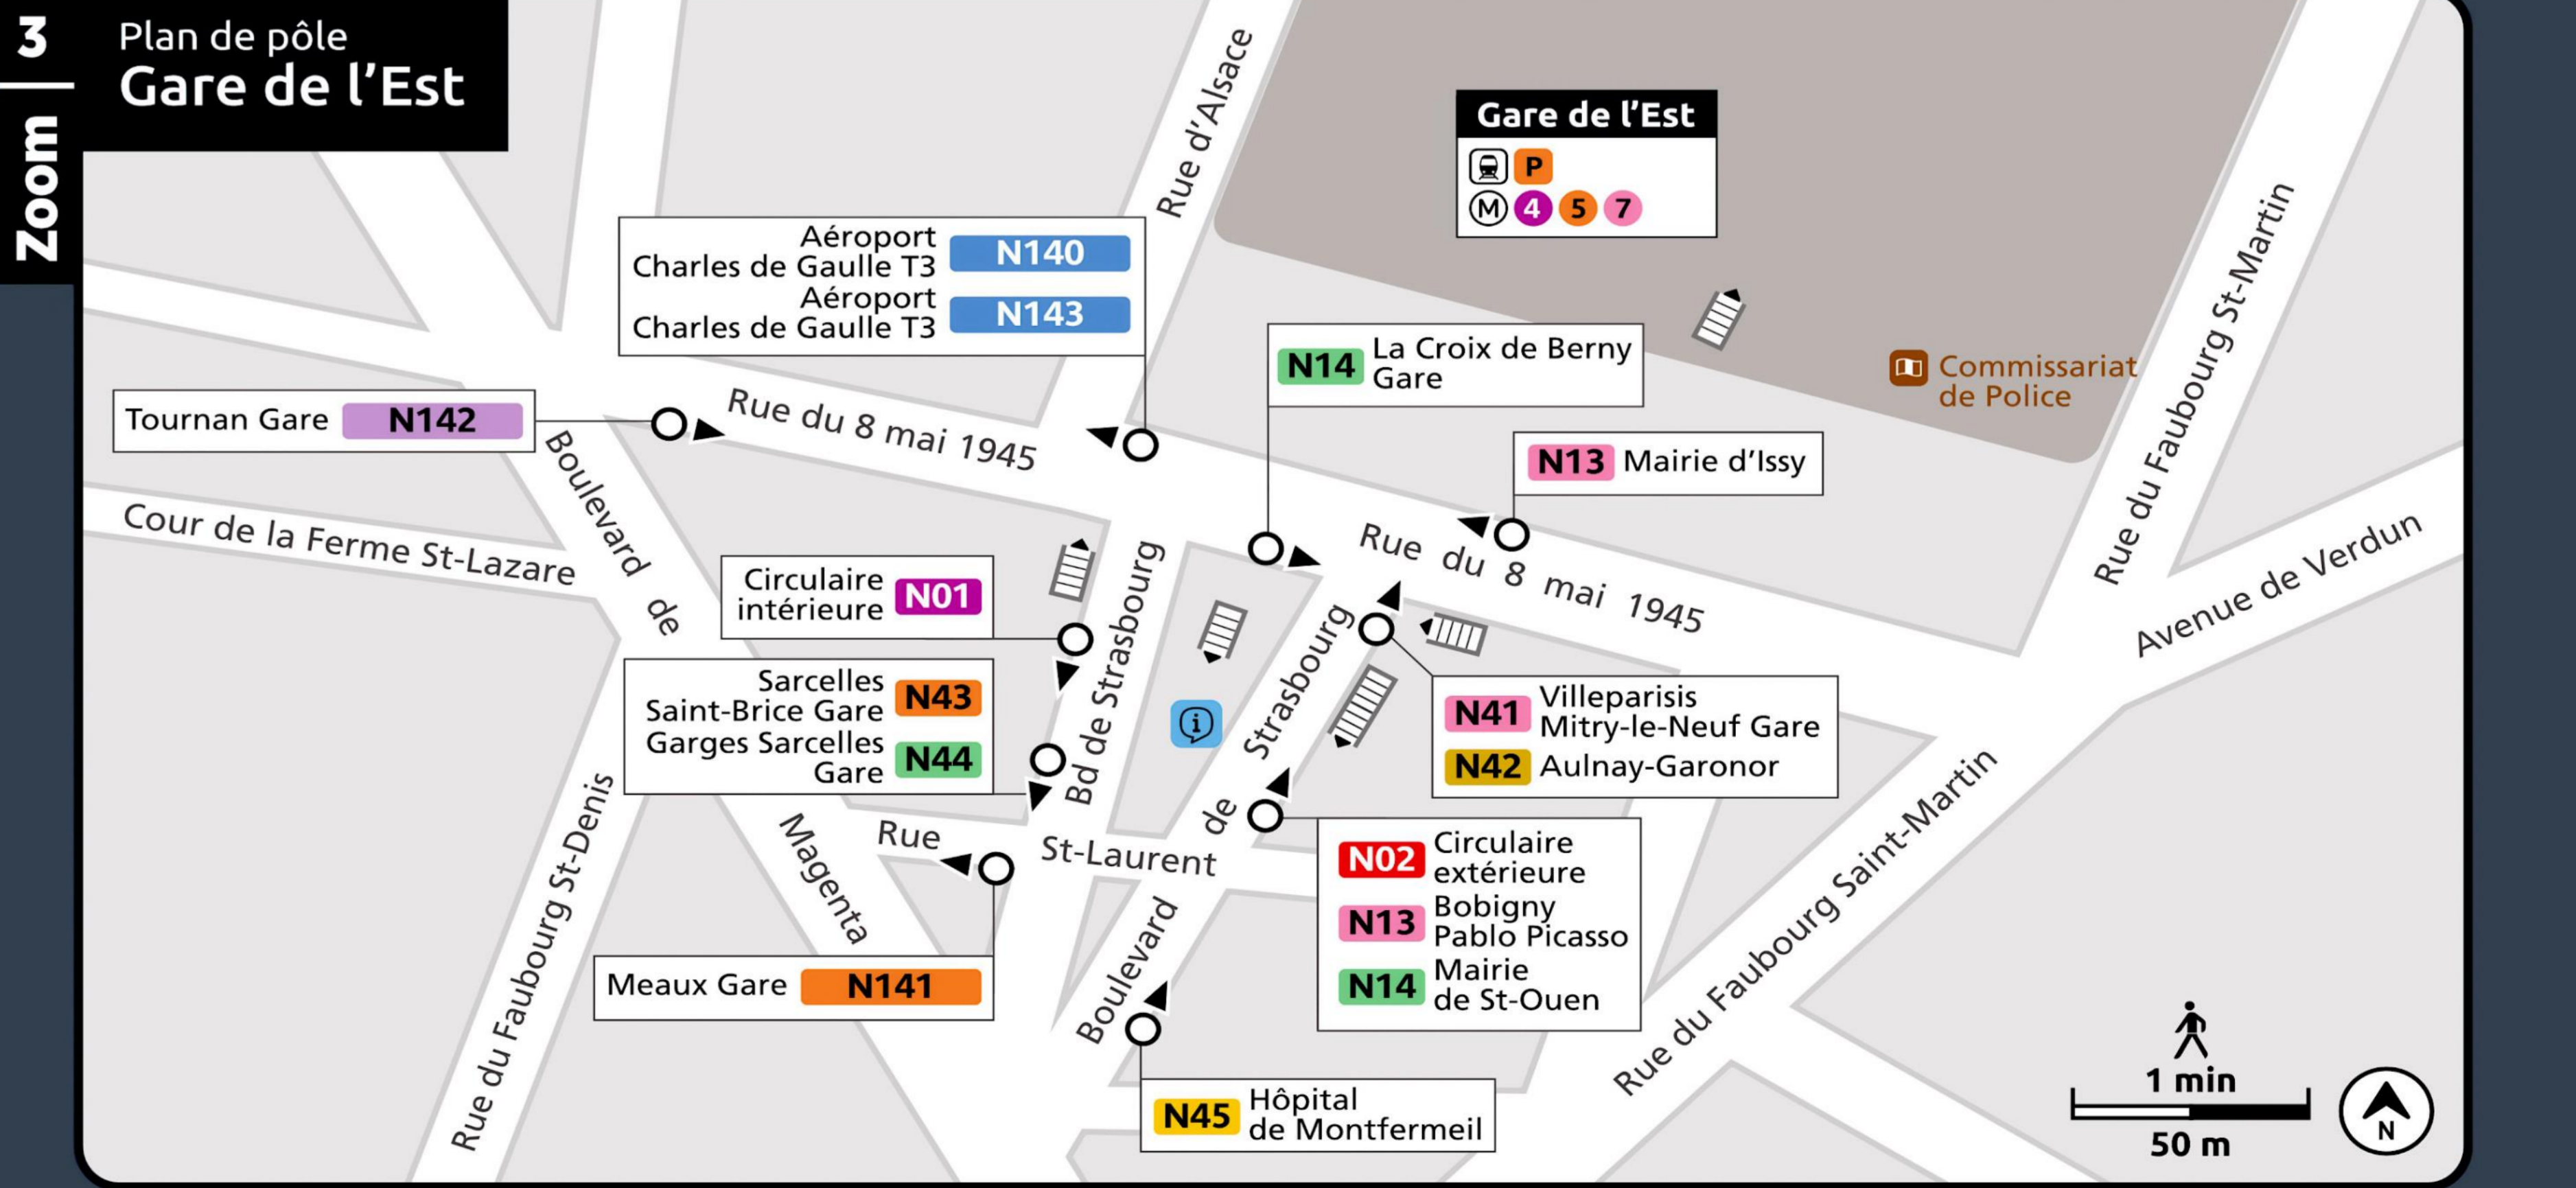 3
Zoom
Plan de pôle
Gare de l'Est
Rue d'Alsace
Gare de l'Est
P
M 4 5 7
Aéroport
Charles de Gaulle T3 N140
Aéroport
Charles de Gaulle T3 N143
N14 La Croix de Berny
Gare
Commissariat
de Police
Rue du Faubourg St-Martin
Tournan Gare N142
Rue du 8 mai 1945
N13 Mairie d'Issy
Cour de la Ferme St-Lazare
Boulevard de
Magenta
Rue du 8 mai 1945
Rue du Faubourg St-Martin
Avenue de Verdun
Circulaire
intérieure N01
Bd de Strasbourg
Sarcelles
Saint-Brice Gare N43
Garges Sarcelles
Gare N44
i
Boulevard de Strasbourg
N41 Villeparisis
Mitry-le-Neuf Gare
N42 Aulnay-Garonor
Rue St-Laurent
N02 Circulaire
extérieure
N13 Bobigny
Pablo Picasso
N14 Mairie
de St-Ouen
Rue du Faubourg St-Denis
Meaux Gare N141
Rue du Faubourg Saint-Martin
N45 Hôpital
de Montfermeil
1 min
50 m
N